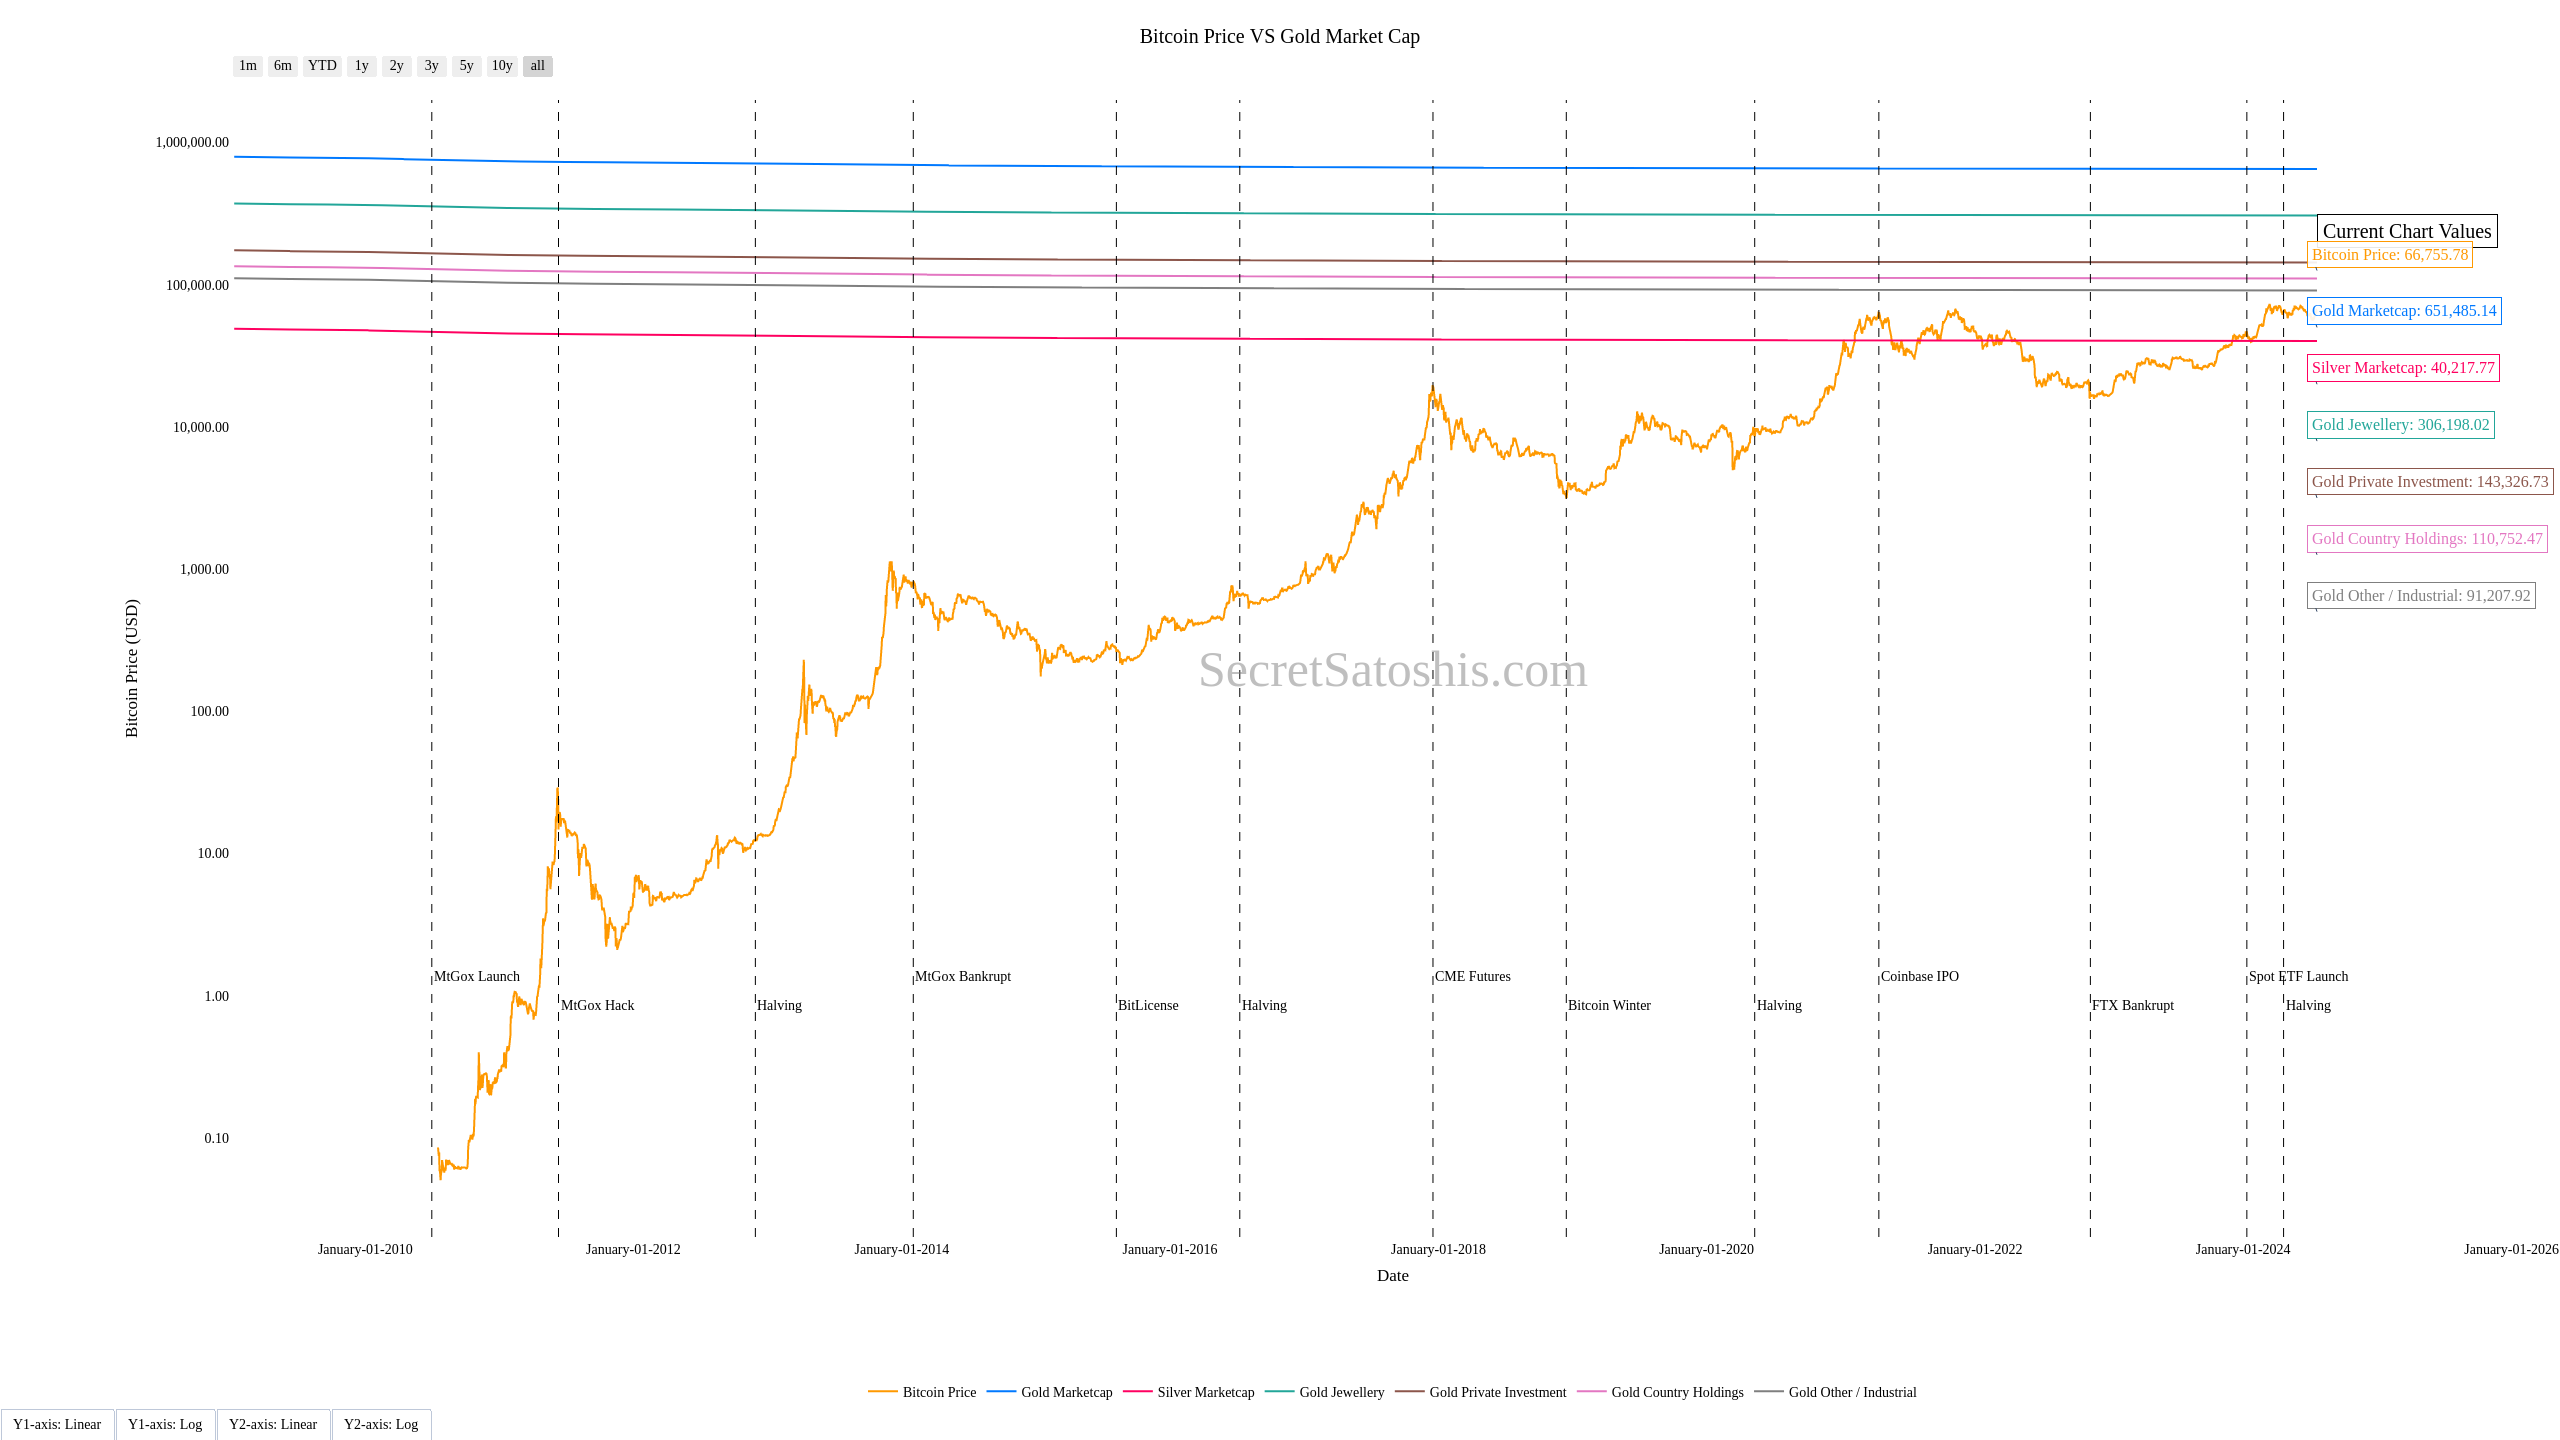 Bitcoin Price VS Gold Market Cap
1m 6m YTD 1y 2y 3y 5y 10y all
1,000,000.00
100,000.00
10,000.00
1,000.00
100.00
10.00
1.00
0.10
Bitcoin Price (USD)
Current Chart Values
Bitcoin Price: 66,755.78
Gold Marketcap: 651,485.14
Silver Marketcap: 40,217.77
Gold Jewellery: 306,198.02
Gold Private Investment: 143,326.73
Gold Country Holdings: 110,752.47
Gold Other / Industrial: 91,207.92
SecretSatoshis.com
MtGox Launch
MtGox Hack
Halving
MtGox Bankrupt
BitLicense
Halving
CME Futures
Bitcoin Winter
Halving
Coinbase IPO
FTX Bankrupt
Spot ETF Launch
Halving
January-01-2010 January-01-2012 January-01-2014 January-01-2016 January-01-2018 January-01-2020 January-01-2022 January-01-2024 January-01-2026
Date
Bitcoin Price Gold Marketcap Silver Marketcap Gold Jewellery Gold Private Investment Gold Country Holdings Gold Other / Industrial
Y1-axis: Linear Y1-axis: Log Y2-axis: Linear Y2-axis: Log